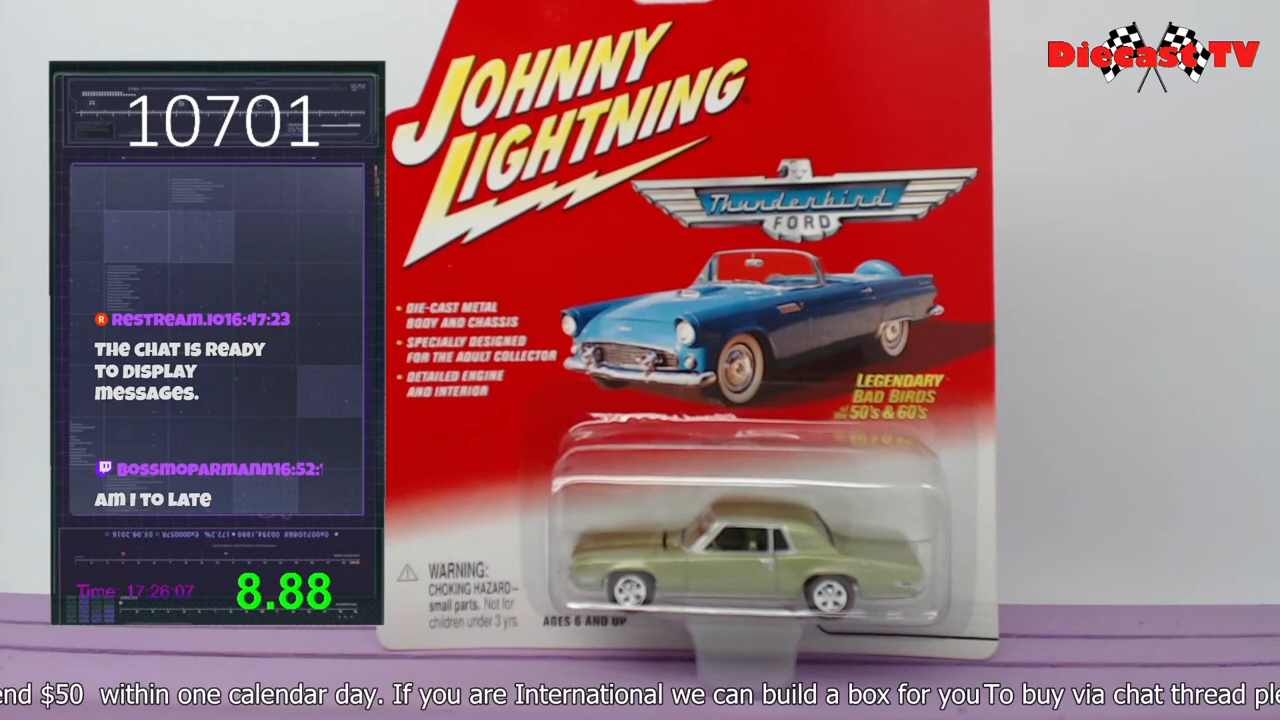 Diecast TV
10701
RESTREAM.IO16:47:23
THE CHAT IS READY
TO DISPLAY
MESSAGES.
BOSSMOPARMANN16:52:
AM I TO LATE
Time: 17:26:07
8.88
JOHNNY
LIGHTNING
Thunderbird
FORD
• DIE-CAST METAL
BODY AND CHASSIS
• SPECIALLY DESIGNED
FOR THE ADULT COLLECTOR
• DETAILED ENGINE
AND INTERIOR
LEGENDARY
BAD BIRDS
of the 50's & 60's
WARNING:
CHOKING HAZARD–
small parts. Not for
children under 3 yrs.
AGES 6 AND UP
end $50 within one calendar day. If you are International we can build a box for you To buy via chat thread ple